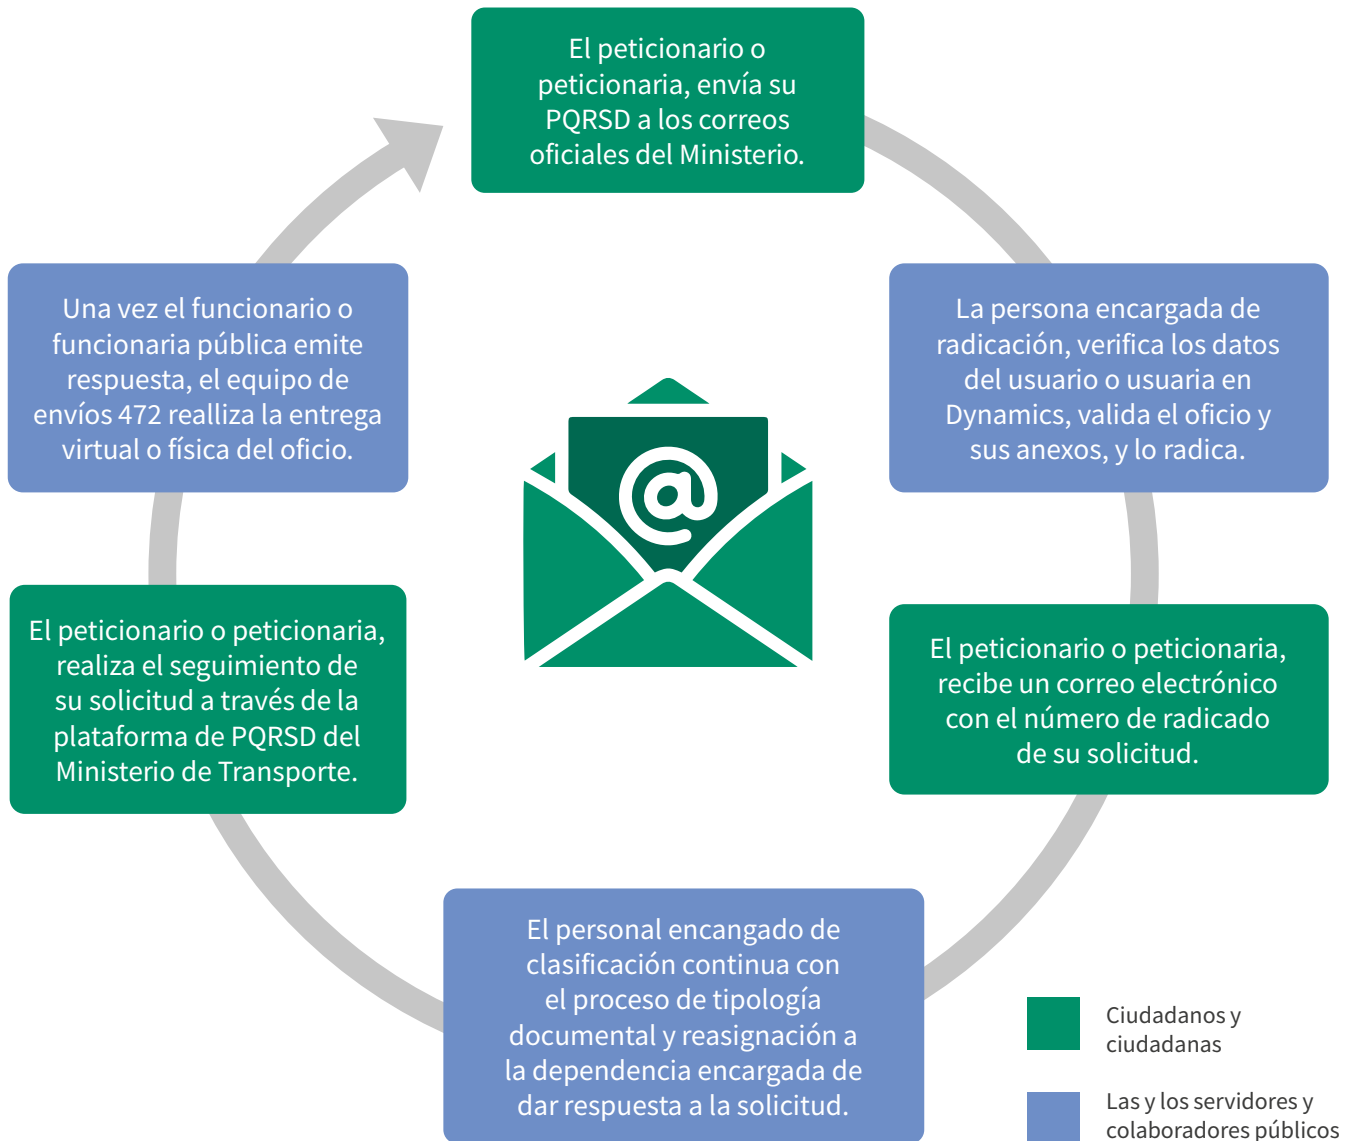 El peticionario o
peticionaria, envía su
PQRSD a los correos
oficiales del Ministerio.
La persona encargada de
radicación, verifica los datos
del usuario o usuaria en
Dynamics, valida el oficio y
sus anexos, y lo radica.
El peticionario o peticionaria,
recibe un correo electrónico
con el número de radicado
de su solicitud.
El personal encangado de
clasificación continua con
el proceso de tipología
documental y reasignación a
la dependencia encargada de
dar respuesta a la solicitud.
El peticionario o peticionaria,
realiza el seguimiento de
su solicitud a través de la
plataforma de PQRSD del
Ministerio de Transporte.
Una vez el funcionario o
funcionaria pública emite
respuesta, el equipo de
envíos 472 realliza la entrega
virtual o física del oficio.
@
Ciudadanos y
ciudadanas
Las y los servidores y
colaboradores públicos